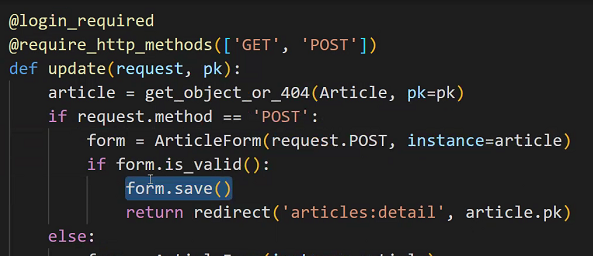 @login_required
@require_http_methods(['GET', 'POST'])
def update(request, pk):
article = get_object_or_404(Article, pk=pk)
if request.method == 'POST':
form = ArticleForm(request.POST, instance=article)
if form.is_valid():
form.save()
return redirect('articles:detail', article.pk)
else: